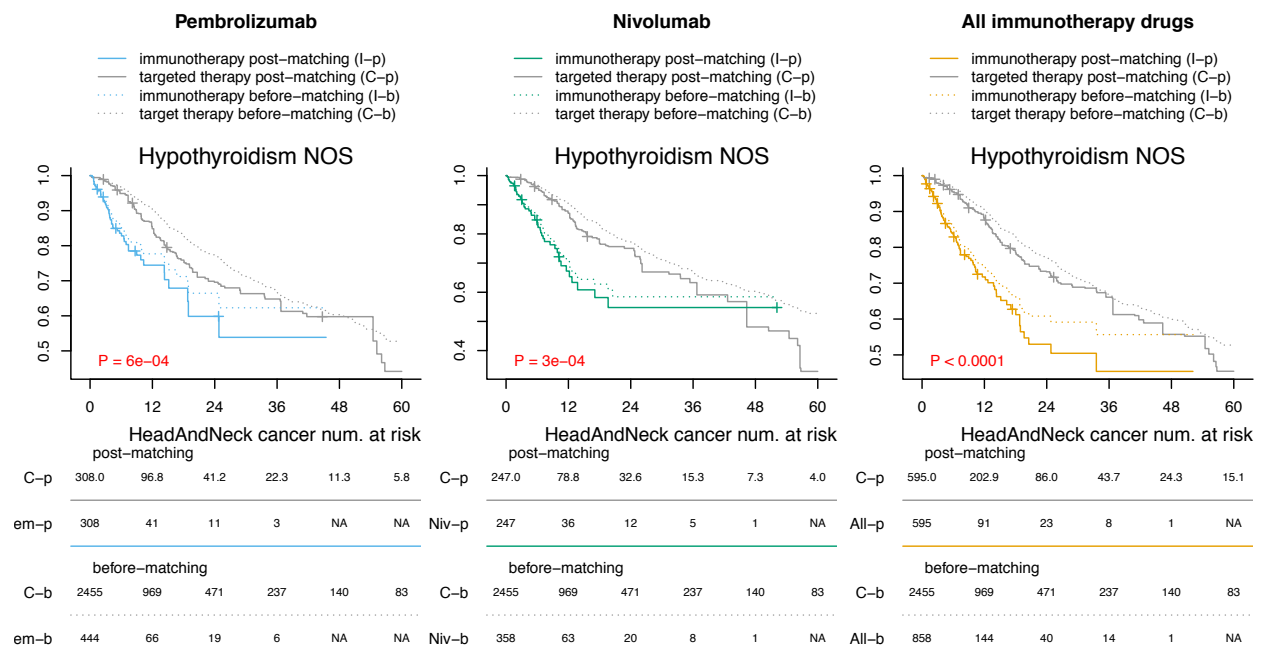 Pembrolizumab
immunotherapy post−matching (I−p)
targeted therapy post−matching (C−p)
immunotherapy before−matching (I−b)
target therapy before−matching (C−b)
Hypothyroidism NOS
1.0
0.9
0.8
0.7
0.6
0.5
P = 6e−04
0 12 24 36 48 60
HeadAndNeck cancer num. at risk
post−matching
C−p 308.0 96.8 41.2 22.3 11.3 5.8
em−p 308 41 11 3 NA NA
before−matching
C−b 2455 969 471 237 140 83
em−b 444 66 19 6 NA NA
Nivolumab
immunotherapy post−matching (I−p)
targeted therapy post−matching (C−p)
immunotherapy before−matching (I−b)
target therapy before−matching (C−b)
Hypothyroidism NOS
1.0
0.8
0.6
0.4
P = 3e−04
0 12 24 36 48 60
HeadAndNeck cancer num. at risk
post−matching
C−p 247.0 78.8 32.6 15.3 7.3 4.0
Niv−p 247 36 12 5 1 NA
before−matching
C−b 2455 969 471 237 140 83
Niv−b 358 63 20 8 1 NA
All immunotherapy drugs
immunotherapy post−matching (I−p)
targeted therapy post−matching (C−p)
immunotherapy before−matching (I−b)
target therapy before−matching (C−b)
Hypothyroidism NOS
1.0
0.9
0.8
0.7
0.6
0.5
P < 0.0001
0 12 24 36 48 60
HeadAndNeck cancer num. at risk
post−matching
C−p 595.0 202.9 86.0 43.7 24.3 15.1
All−p 595 91 23 8 1 NA
before−matching
C−b 2455 969 471 237 140 83
All−b 858 144 40 14 1 NA